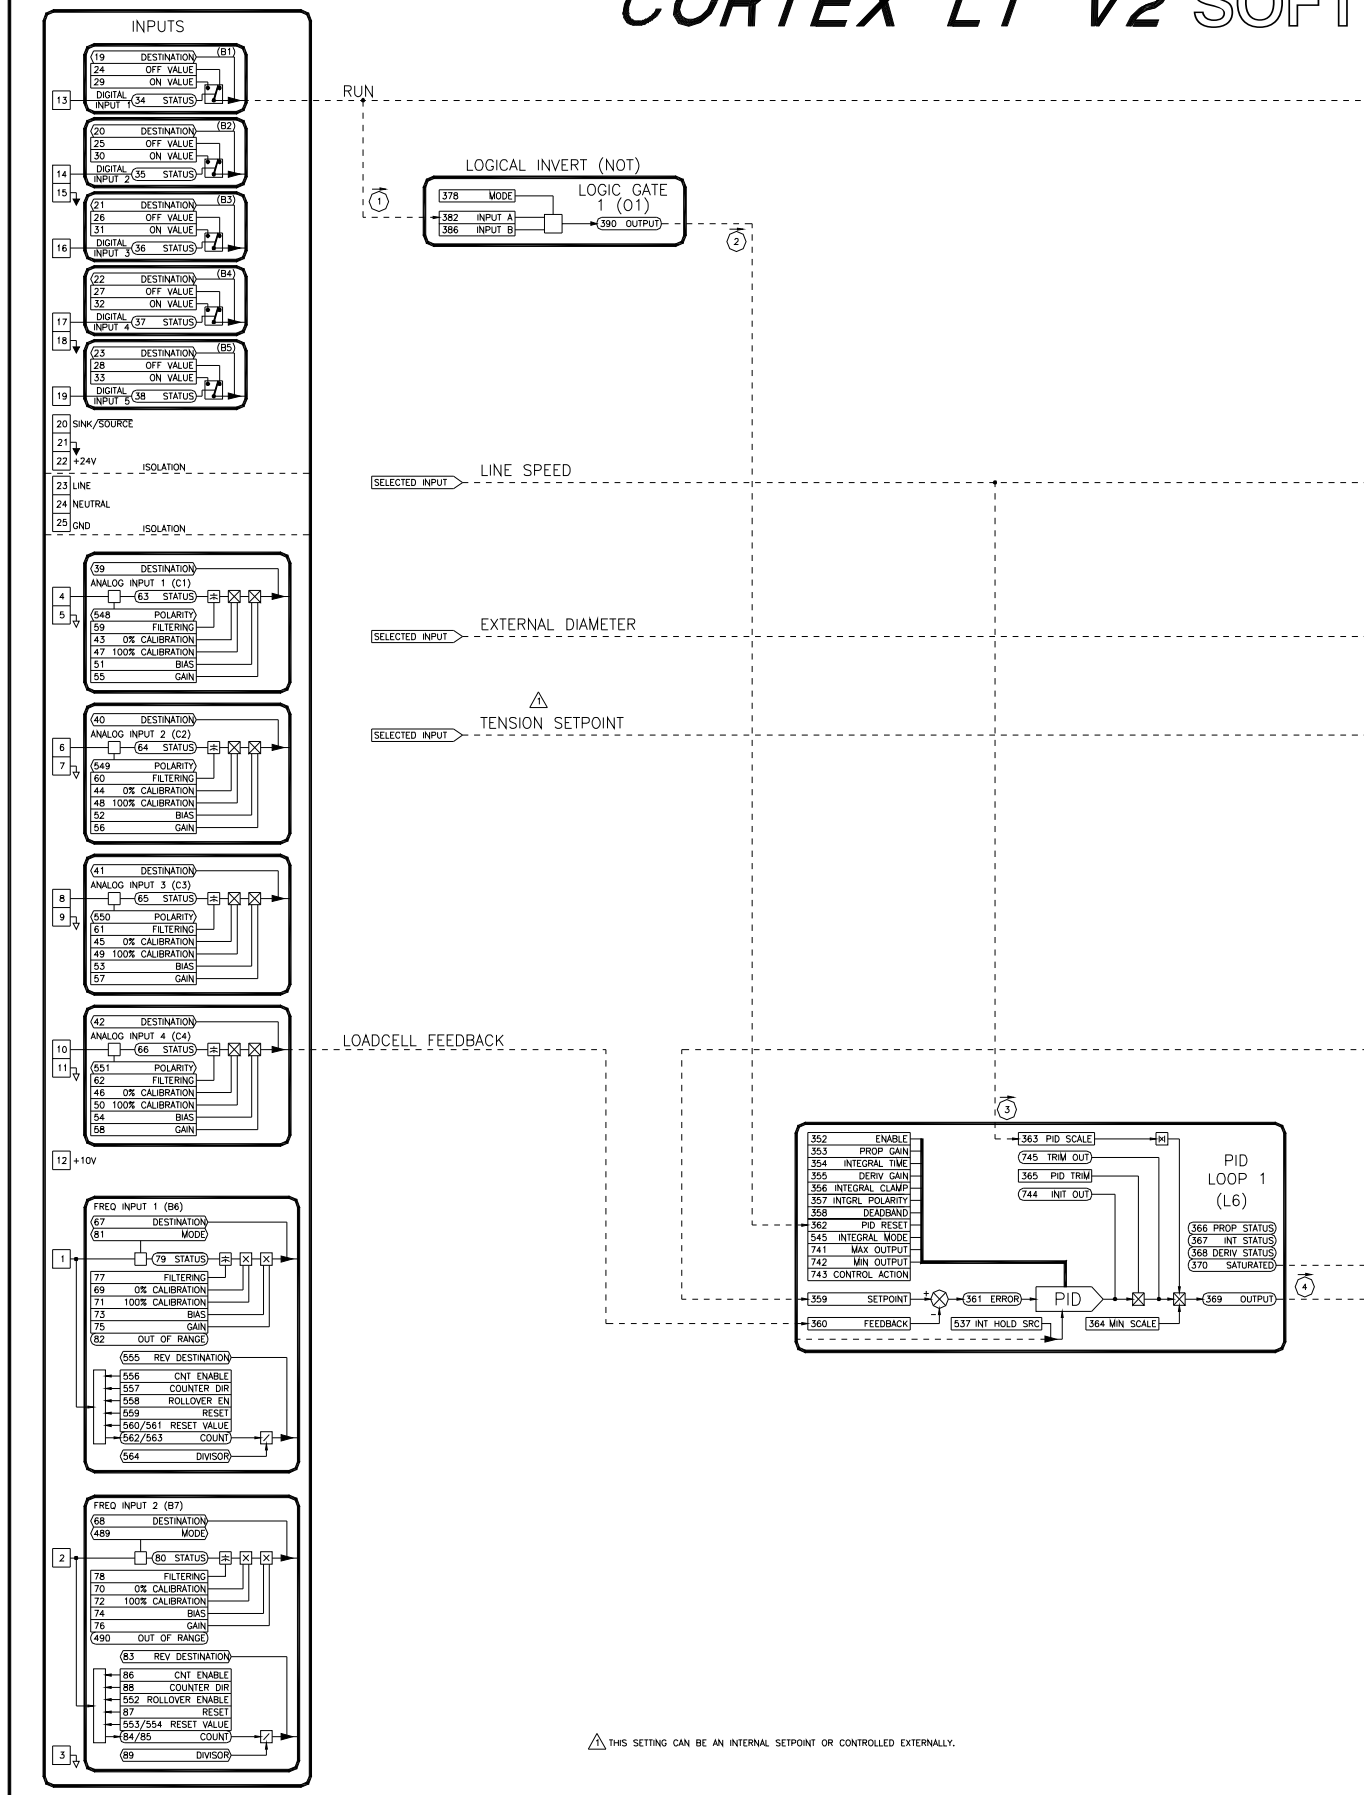 CORTEX LT V2 SOFT
INPUTS
(B1)
19 DESTINATION
24 OFF VALUE
29 ON VALUE
13 DIGITAL INPUT 1 34 STATUS
(B2)
20 DESTINATION
25 OFF VALUE
30 ON VALUE
14 DIGITAL INPUT 2 35 STATUS
15
(B3)
21 DESTINATION
26 OFF VALUE
31 ON VALUE
16 DIGITAL INPUT 3 36 STATUS
(B4)
22 DESTINATION
27 OFF VALUE
32 ON VALUE
17 DIGITAL INPUT 4 37 STATUS
18
(B5)
23 DESTINATION
28 OFF VALUE
33 ON VALUE
19 DIGITAL INPUT 5 38 STATUS
20 SINK/SOURCE
21
22 +24V
ISOLATION
23 LINE
24 NEUTRAL
25 GND
ISOLATION
39 DESTINATION
ANALOG INPUT 1 (C1)
4 63 STATUS
5 548 POLARITY
59 FILTERING
43 0% CALIBRATION
47 100% CALIBRATION
51 BIAS
55 GAIN
40 DESTINATION
ANALOG INPUT 2 (C2)
6 64 STATUS
7 549 POLARITY
60 FILTERING
44 0% CALIBRATION
48 100% CALIBRATION
52 BIAS
56 GAIN
41 DESTINATION
ANALOG INPUT 3 (C3)
8 65 STATUS
9 550 POLARITY
61 FILTERING
45 0% CALIBRATION
49 100% CALIBRATION
53 BIAS
57 GAIN
42 DESTINATION
ANALOG INPUT 4 (C4)
10 66 STATUS
11 551 POLARITY
62 FILTERING
46 0% CALIBRATION
50 100% CALIBRATION
54 BIAS
58 GAIN
12 +10V
FREQ INPUT 1 (B6)
67 DESTINATION
81 MODE
1 79 STATUS
77 FILTERING
69 0% CALIBRATION
71 100% CALIBRATION
73 BIAS
75 GAIN
82 OUT OF RANGE
555 REV DESTINATION
556 CNT ENABLE
557 COUNTER DIR
558 ROLLOVER EN
559 RESET
560/561 RESET VALUE
562/563 COUNT
564 DIVISOR
FREQ INPUT 2 (B7)
68 DESTINATION
489 MODE
2 80 STATUS
78 FILTERING
70 0% CALIBRATION
72 100% CALIBRATION
74 BIAS
76 GAIN
490 OUT OF RANGE
83 REV DESTINATION
86 CNT ENABLE
88 COUNTER DIR
552 ROLLOVER ENABLE
87 RESET
553/554 RESET VALUE
84/85 COUNT
89 DIVISOR
3
RUN
1
LOGICAL INVERT (NOT)
LOGIC GATE
1 (O1)
378 MODE
382 INPUT A
386 INPUT B
390 OUTPUT
2
SELECTED INPUT LINE SPEED
SELECTED INPUT EXTERNAL DIAMETER
1
SELECTED INPUT TENSION SETPOINT
LOADCELL FEEDBACK
3
352 ENABLE
353 PROP GAIN
354 INTEGRAL TIME
355 DERIV GAIN
356 INTEGRAL CLAMP
357 INTGRL POLARITY
358 DEADBAND
362 PID RESET
545 INTEGRAL MODE
741 MAX OUTPUT
742 MIN OUTPUT
743 CONTROL ACTION
359 SETPOINT
360 FEEDBACK
+
-
361 ERROR
PID
537 INT HOLD SRC
363 PID SCALE
745 TRIM OUT
365 PID TRIM
744 INIT OUT
364 MIN SCALE
PID
LOOP 1
(L6)
366 PROP STATUS
367 INT STATUS
368 DERIV STATUS
370 SATURATED
369 OUTPUT
4
1 THIS SETTING CAN BE AN INTERNAL SETPOINT OR CONTROLLED EXTERNALLY.